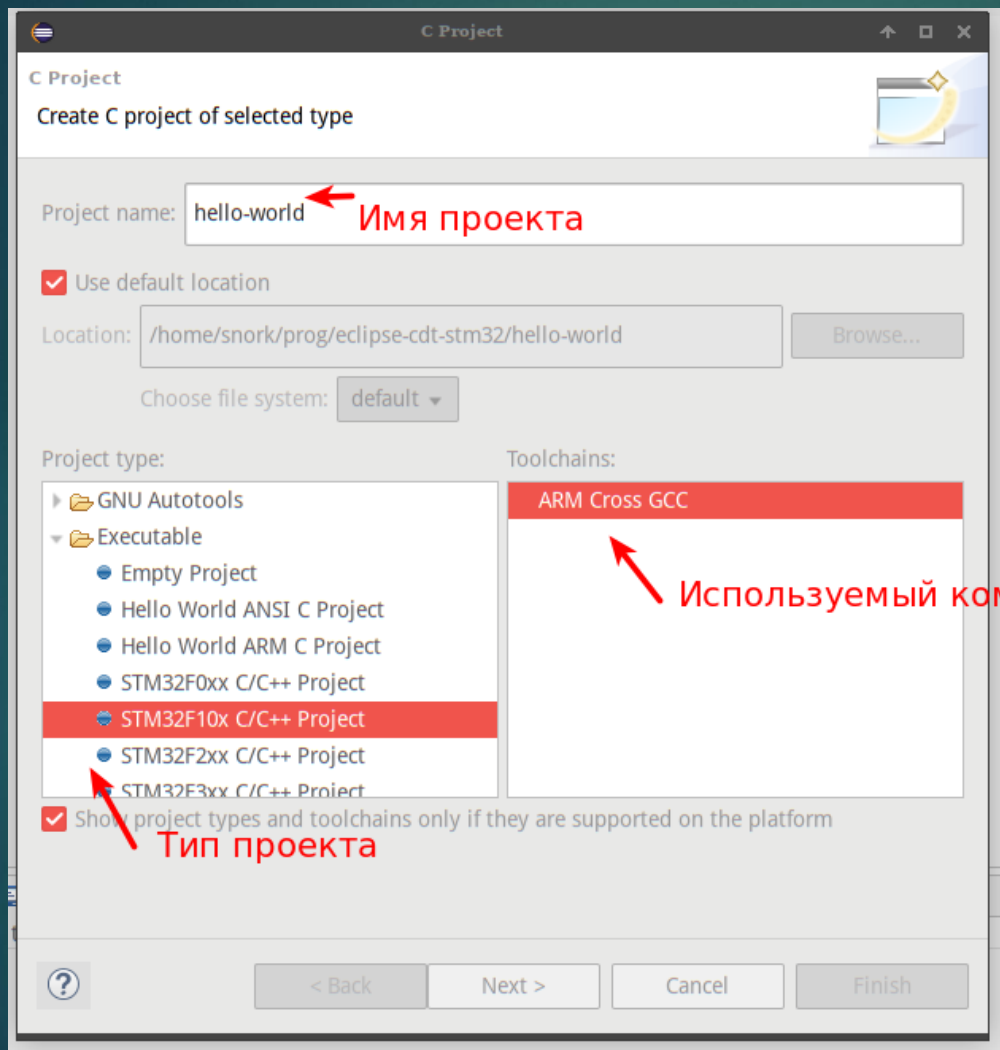 C Project
C Project
Create C project of selected type
Project name:
hello-world
Имя проекта
Use default location
Location:
/home/snork/prog/eclipse-cdt-stm32/hello-world
Browse...
Choose file system:
default
Project type:
Toolchains:
GNU Autotools
ARM Cross GCC
Executable
Empty Project
Используемый
Hello World ANSI C Project
Hello World ARM C Project
STM32F0xx C/C++ Project
STM32F10x C/C++ Project
STM32F2xx C/C++ Project
STM32F3xx C/C++ Project
Show project types and toolchains only if they are supported on the platform
Тип проекта
?
< Back
Next >
Cancel
Finish